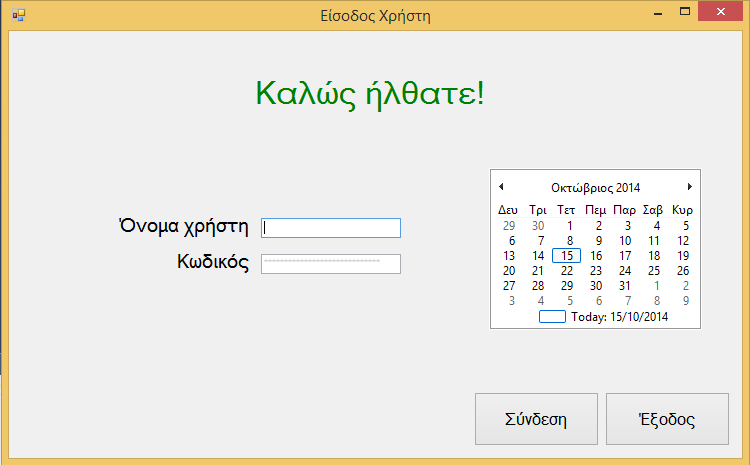 Είσοδος Χρήστη
Καλώς ήλθατε!
Όνομα χρήστη
Κωδικός
Οκτώβριος 2014
Δευ Τρι Τετ Πεμ Παρ Σαβ Κυρ
29 30 1 2 3 4 5
6 7 8 9 10 11 12
13 14 15 16 17 18 19
20 21 22 23 24 25 26
27 28 29 30 31 1 2
3 4 5 6 7 8 9
Today: 15/10/2014
Σύνδεση Έξοδος